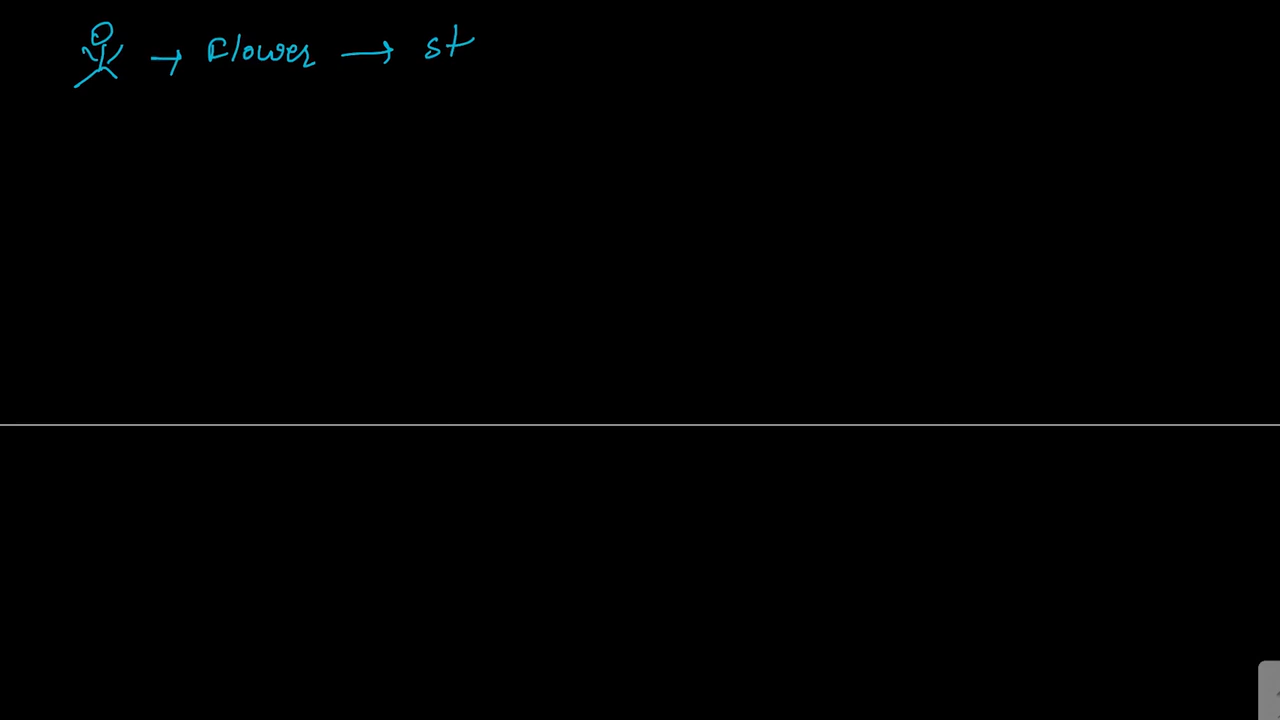 → Flower → st